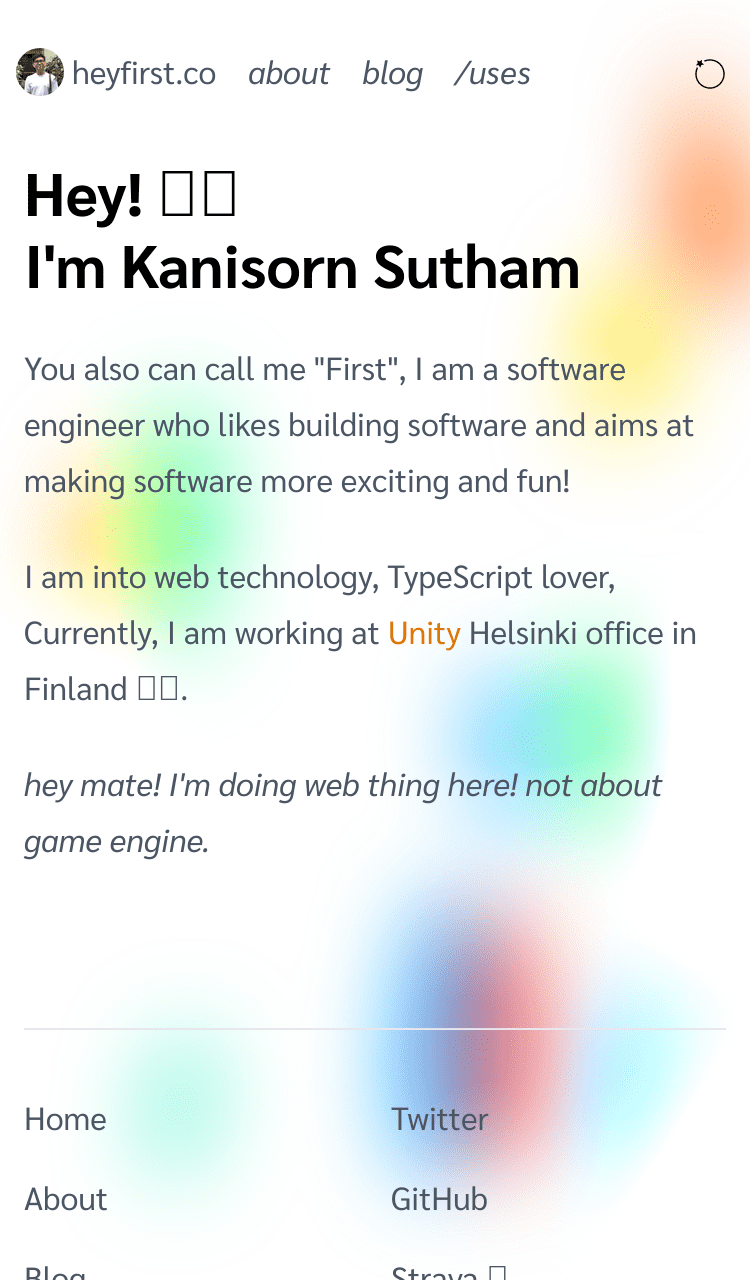 heyfirst.co about blog /uses
Hey! 
I'm Kanisorn Sutham
You also can call me "First", I am a software
engineer who likes building software and aims at
making software more exciting and fun!
I am into web technology, TypeScript lover,
Currently, I am working at Unity Helsinki office in
Finland .
hey mate! I'm doing web thing here! not about
game engine.
Home
Twitter
About
GitHub
Blog
Strava